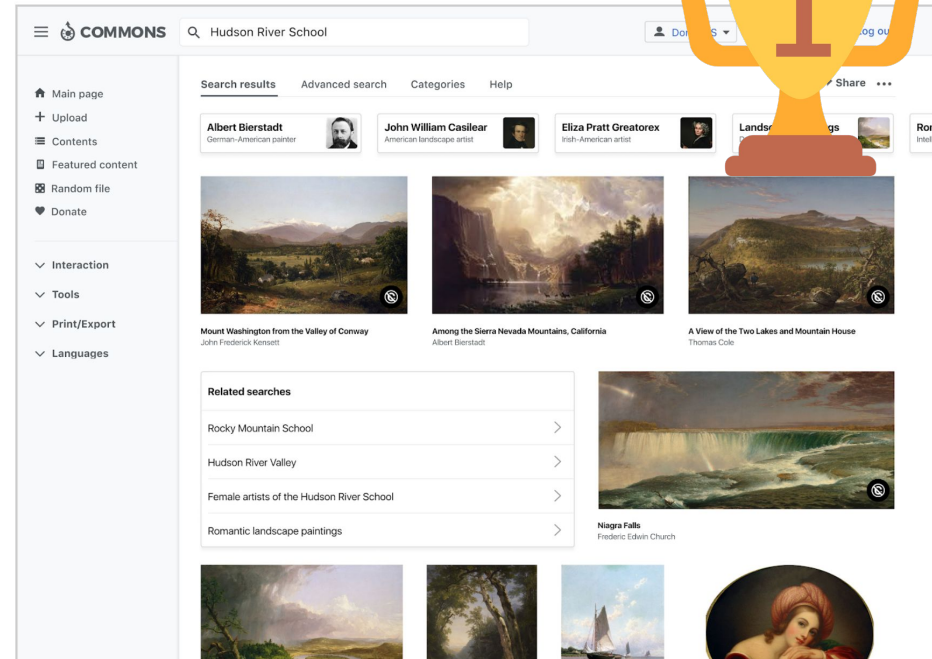 COMMONS
Hudson River School
Search results
Advanced search
Categories
Help
Share
Main page
Upload
Contents
Featured content
Random file
Donate
Interaction
Tools
Print/Export
Languages
Albert Bierstadt
German-American painter
John William Casilear
American landscape artist
Eliza Pratt Greatorex
Irish-American artist
1
Mount Washington from the Valley of Conway
John Frederick Kensett
Among the Sierra Nevada Mountains, California
Albert Bierstadt
A View of the Two Lakes and Mountain House
Thomas Cole
Related searches
Rocky Mountain School
Hudson River Valley
Female artists of the Hudson River School
Romantic landscape paintings
Niagra Falls
Frederic Edwin Church